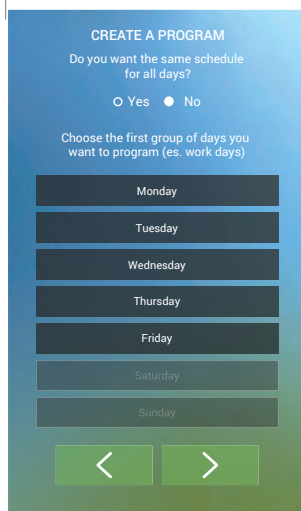 CREATE A PROGRAM
Do you want the same schedule
for all days?
Yes No
Choose the first group of days you
want to program (es. work days)
Monday
Tuesday
Wednesday
Thursday
Friday
Saturday
Sunday